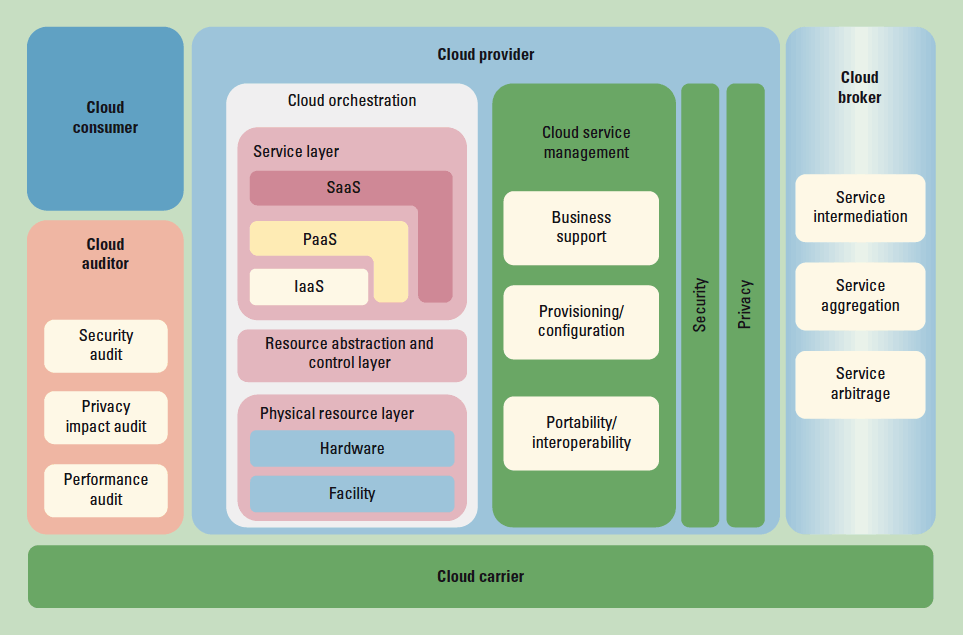 Cloud
consumer
Cloud
auditor
Security
audit
Privacy
impact audit
Performance
audit
Cloud provider
Cloud orchestration
Service layer
SaaS
PaaS
IaaS
Resource abstraction and
control layer
Physical resource layer
Hardware
Facility
Cloud service
management
Business
support
Provisioning/
configuration
Portability/
interoperability
Security
Privacy
Cloud
broker
Service
intermediation
Service
aggregation
Service
arbitrage
Cloud carrier